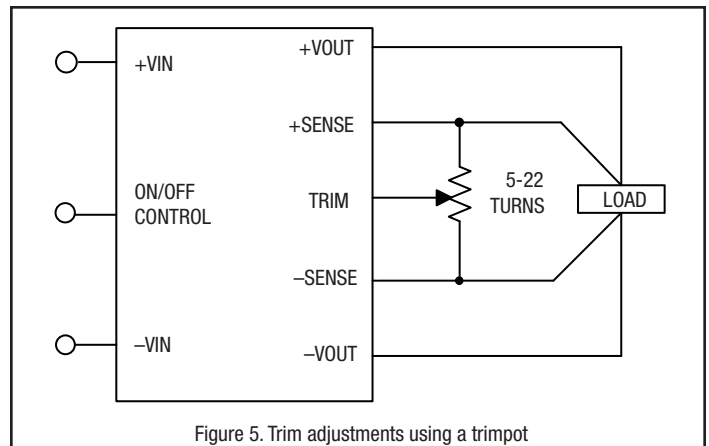 +VIN
ON/OFF
CONTROL
–VIN
+VOUT
+SENSE
TRIM
–SENSE
–VOUT
5-22
TURNS
LOAD
Figure 5. Trim adjustments using a trimpot